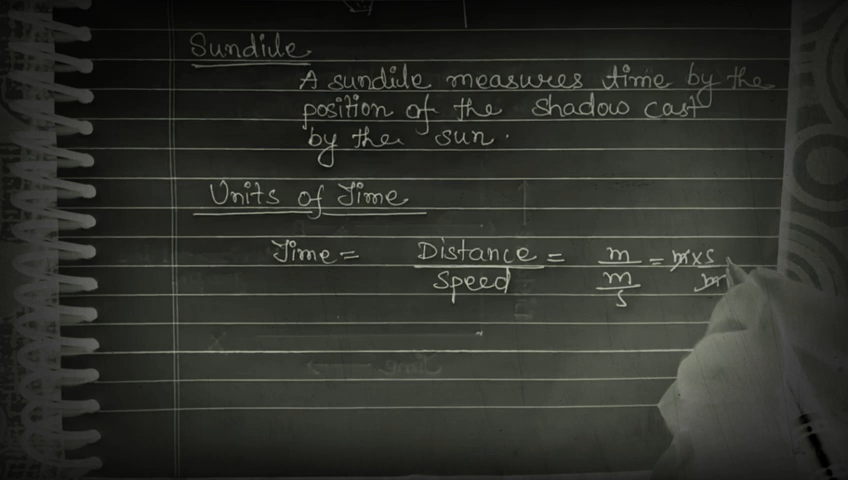 Sundile
A sundile measures time by the
position of the shadow cast
by the sun.
Units of Time
Time = Distance / Speed = m / m/s = m×s / m